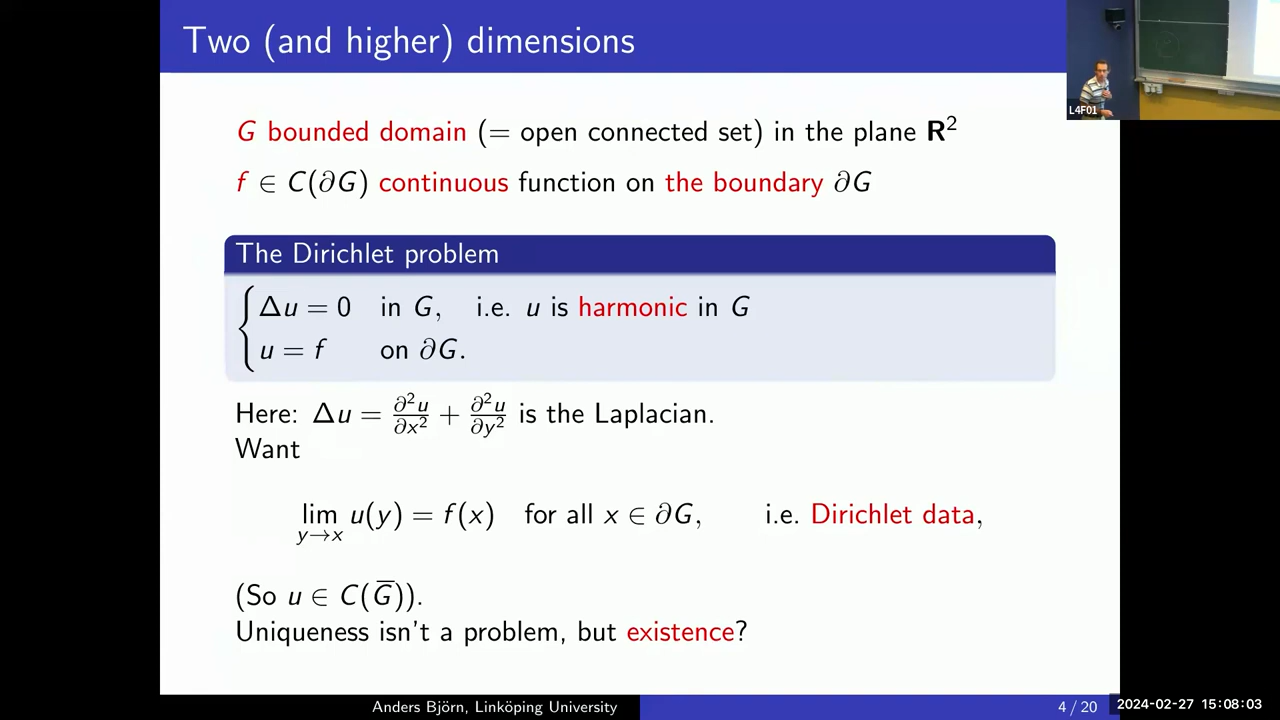 Two (and higher) dimensions
L4F01
G bounded domain (= open connected set) in the plane R²
f ∈ C(∂G) continuous function on the boundary ∂G
The Dirichlet problem
Δu = 0 in G, i.e. u is harmonic in G
u = f on ∂G.
Here: Δu = ∂²u/∂x² + ∂²u/∂y² is the Laplacian.
Want
lim y→x u(y) = f(x) for all x ∈ ∂G, i.e. Dirichlet data,
(So u ∈ C(G̅)).
Uniqueness isn't a problem, but existence?
Anders Björn, Linköping University
4 / 20
2024-02-27 15:08:03